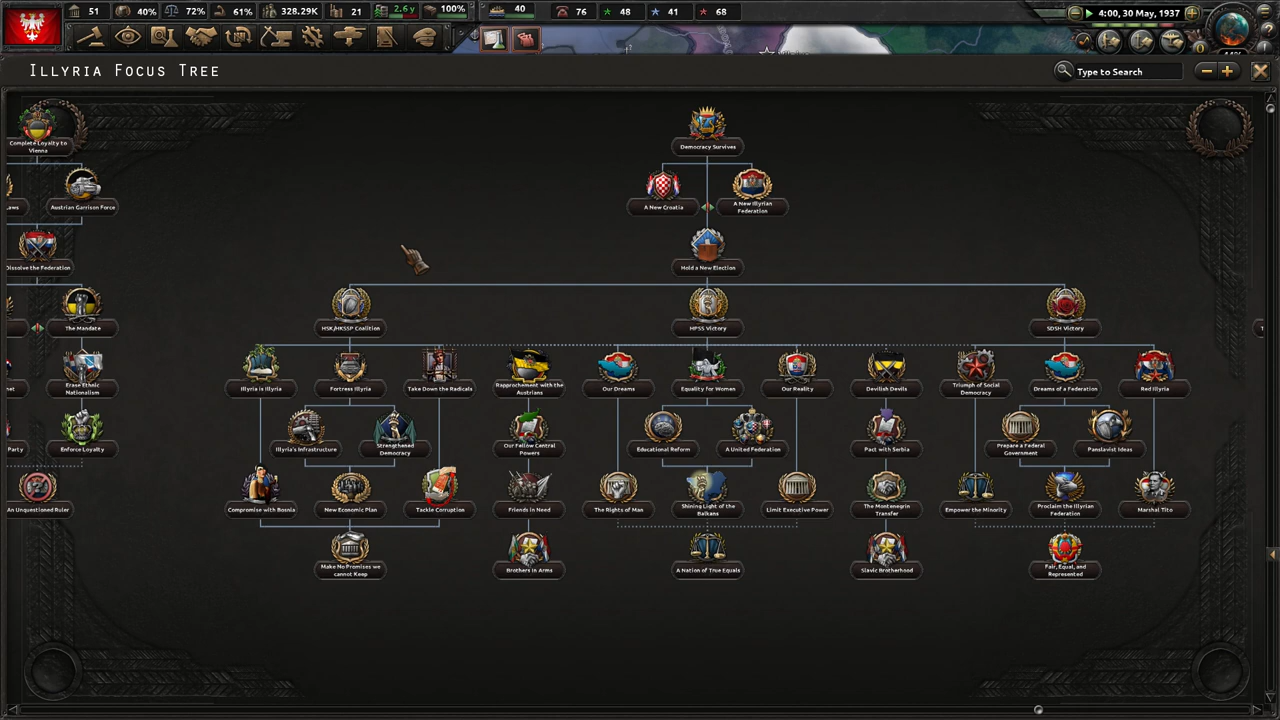 51 40% 72% 61% 328.29K 21 2.6 y 100% 40 76 48 41 68 4:00, 30 May, 1937
ILLYRIA FOCUS TREE
Type to Search
Complete Loyalty to
Vienna
Democracy Survives
Laws
Austrian Garrison Force
A New Croatia
A New Illyrian
Federation
Dissolve the Federation
Hold a New Election
The Mandate
HSK/HKSSP Coalition
HPSS Victory
SDSH Victory
Erase Ethnic
Nationalism
Illyria is Illyria
Fortress Illyria
Take Down the Radicals
Rapprochement with the
Austrians
Our Dreams
Equality for Women
Our Reality
Devilish Devils
Triumph of Social
Democracy
Dreams of a Federation
Red Illyria
Party
Enforce Loyalty
Illyria's Infrastructure
Strengthened
Democracy
Our Fellow Central
Powers
Educational Reform
A United Federation
Pact with Serbia
Prepare a Federal
Government
Panslavist Ideas
An Unquestioned Ruler
Compromise with Bosnia
New Economic Plan
Tackle Corruption
Friends in Need
The Rights of Man
Shining Light of the
Balkans
Limit Executive Power
The Montenegrin
Transfer
Empower the Minority
Proclaim the Illyrian
Federation
Marshal Tito
Make No Promises we
cannot Keep
Brothers in Arms
A Nation of True Equals
Slavic Brotherhood
Fair, Equal, and
Represented